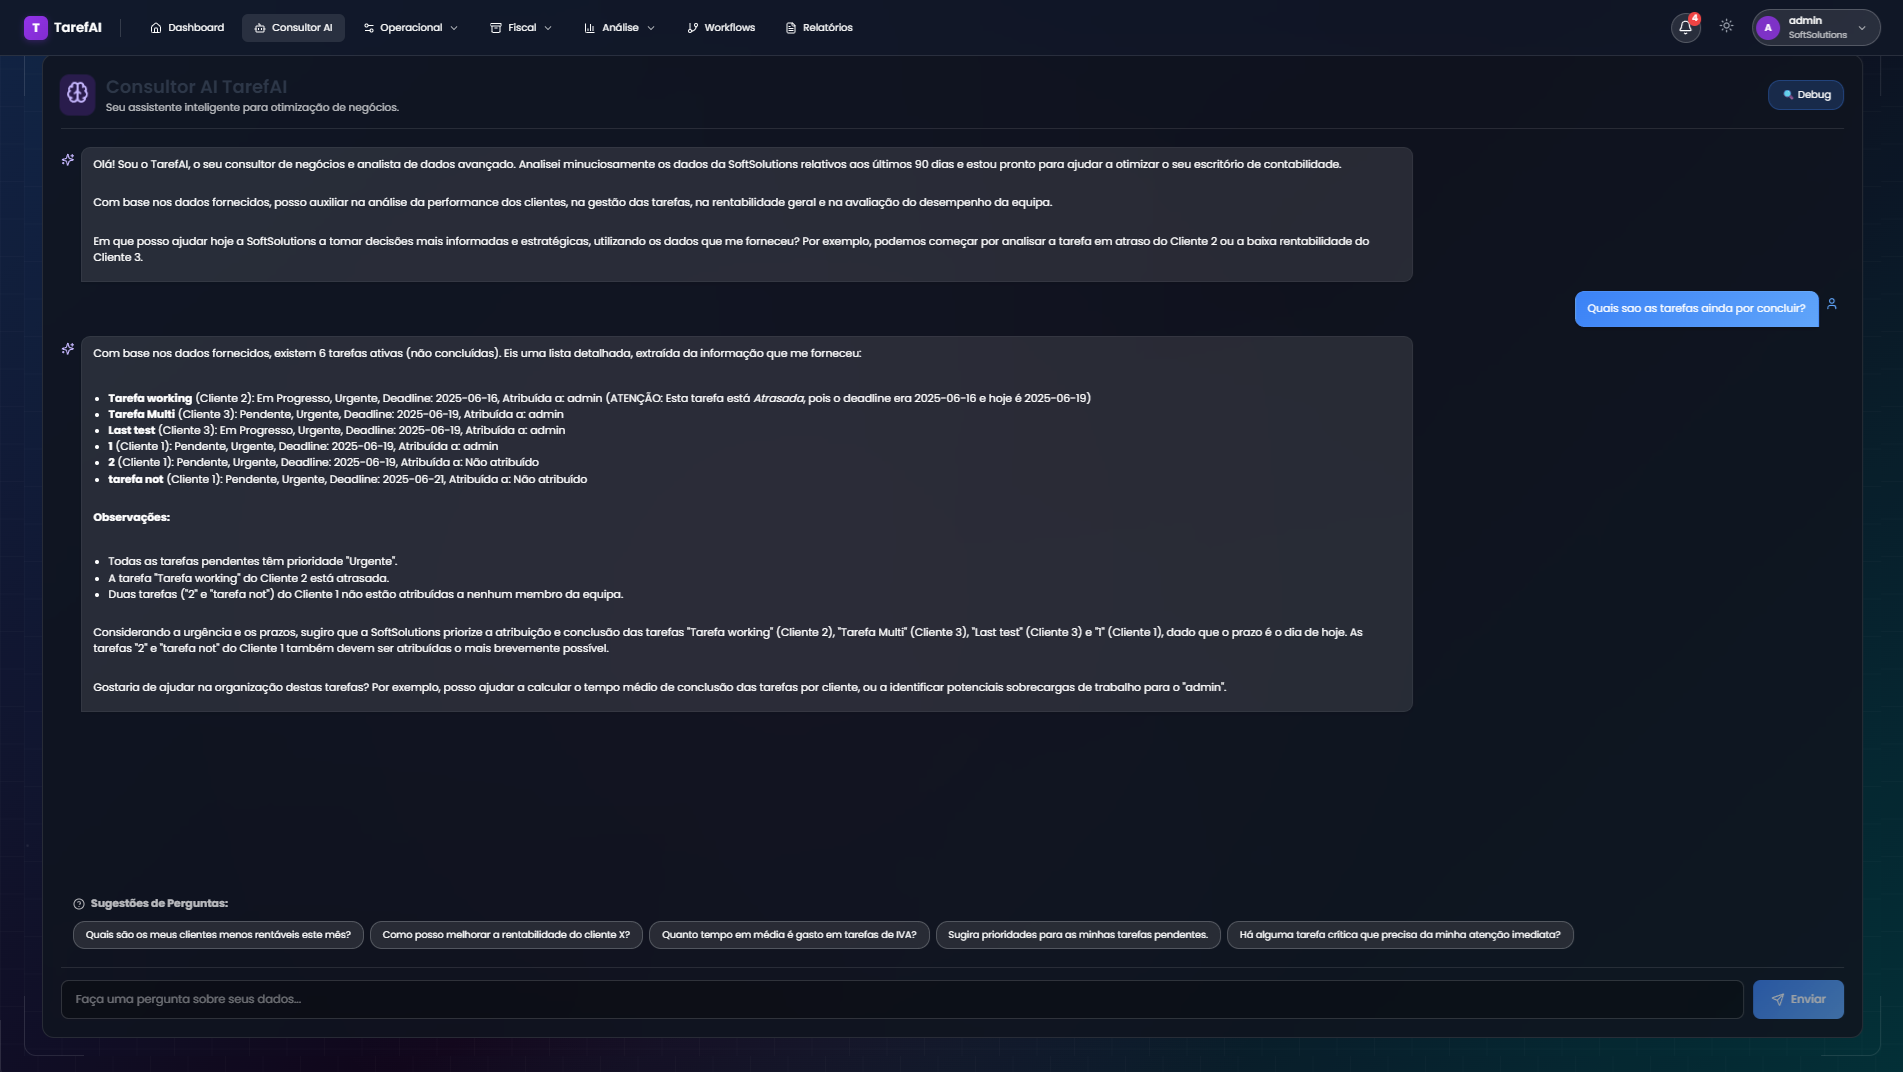 T TarefAI
Dashboard
Consultor AI
Operacional
Fiscal
Análise
Workflows
Relatórios
4
A
admin
SoftSolutions
Consultor AI TarefAI
Seu assistente inteligente para otimização de negócios.
Debug
Olá! Sou o TarefAI, o seu consultor de negócios e analista de dados avançado. Analisei minuciosamente os dados da SoftSolutions relativos aos últimos 90 dias e estou pronto para ajudar a otimizar o seu escritório de contabilidade.
Com base nos dados fornecidos, posso auxiliar na análise da performance dos clientes, na gestão das tarefas, na rentabilidade geral e na avaliação do desempenho da equipa.
Em que posso ajudar hoje a SoftSolutions a tomar decisões mais informadas e estratégicas, utilizando os dados que me forneceu? Por exemplo, podemos começar por analisar a tarefa em atraso do Cliente 2 ou a baixa rentabilidade do
Cliente 3.
Quais sao as tarefas ainda por concluir?
Com base nos dados fornecidos, existem 6 tarefas ativas (não concluídas). Eis uma lista detalhada, extraída da informação que me forneceu:
• Tarefa working (Cliente 2): Em Progresso, Urgente, Deadline: 2025-06-16, Atribuída a: admin (ATENÇÃO: Esta tarefa está Atrasada, pois o deadline era 2025-06-16 e hoje é 2025-06-19)
• Tarefa Multi (Cliente 3): Pendente, Urgente, Deadline: 2025-06-19, Atribuída a: admin
• Last test (Cliente 3): Em Progresso, Urgente, Deadline: 2025-06-19, Atribuída a: admin
• 1 (Cliente 1): Pendente, Urgente, Deadline: 2025-06-19, Atribuída a: admin
• 2 (Cliente 1): Pendente, Urgente, Deadline: 2025-06-19, Atribuída a: Não atribuído
• tarefa not (Cliente 1): Pendente, Urgente, Deadline: 2025-06-21, Atribuída a: Não atribuído
Observações:
• Todas as tarefas pendentes têm prioridade "Urgente".
• A tarefa "Tarefa working" do Cliente 2 está atrasada.
• Duas tarefas ("2" e "tarefa not") do Cliente 1 não estão atribuídas a nenhum membro da equipa.
Considerando a urgência e os prazos, sugiro que a SoftSolutions priorize a atribuição e conclusão das tarefas "Tarefa working" (Cliente 2), "Tarefa Multi" (Cliente 3), "Last test" (Cliente 3) e "1" (Cliente 1), dado que o prazo é o dia de hoje. As
tarefas "2" e "tarefa not" do Cliente 1 também devem ser atribuídas o mais brevemente possível.
Gostaria de ajudar na organização destas tarefas? Por exemplo, posso ajudar a calcular o tempo médio de conclusão das tarefas por cliente, ou a identificar potenciais sobrecargas de trabalho para o "admin".
Sugestões de Perguntas:
Quais são os meus clientes menos rentáveis este mês?
Como posso melhorar a rentabilidade do cliente X?
Quanto tempo em média é gasto em tarefas de IVA?
Sugira prioridades para as minhas tarefas pendentes.
Há alguma tarefa crítica que precisa da minha atenção imediata?
Faça uma pergunta sobre seus dados...
Enviar